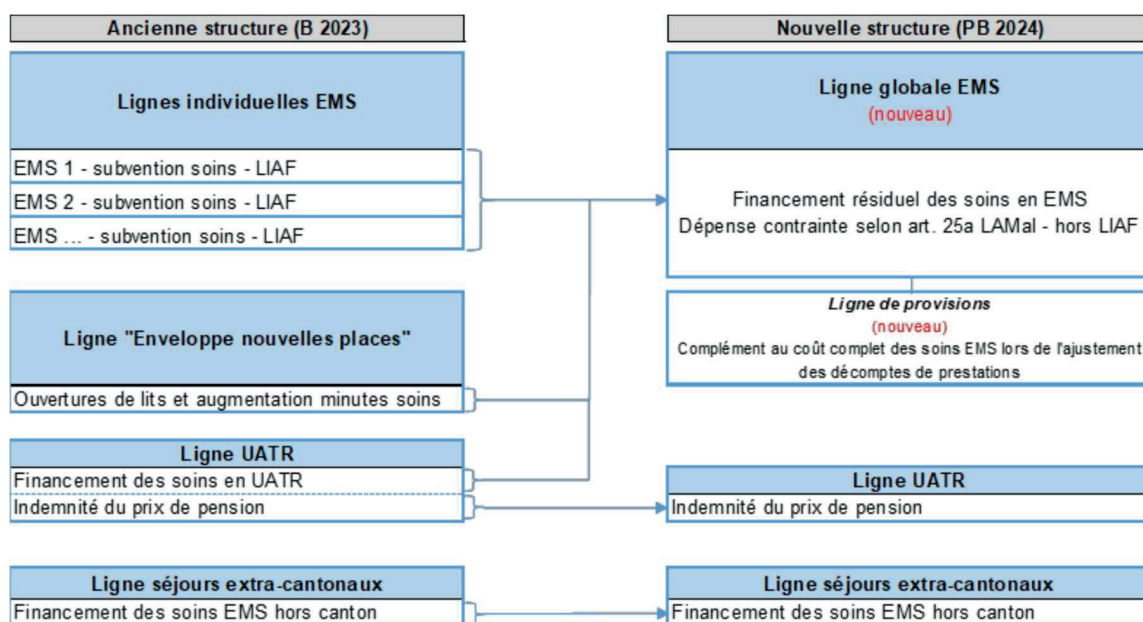 Ancienne structure (B 2023)
Lignes individuelles EMS
EMS 1 - subvention soins - LIAF
EMS 2 - subvention soins - LIAF
EMS ... - subvention soins - LIAF
Ligne "Enveloppe nouvelles places"
Ouvertures de lits et augmentation minutes soins
Ligne UATR
Financement des soins en UATR
Indemnité du prix de pension
Ligne séjours extra-cantonaux
Financement des soins EMS hors canton
Nouvelle structure (PB 2024)
Ligne globale EMS
(nouveau)
Financement résiduel des soins en EMS
Dépense contrainte selon art. 25a LAMal - hors LIAF
Ligne de provisions
(nouveau)
Complément au coût complet des soins EMS lors de l'ajustement
des décomptes de prestations
Ligne UATR
Indemnité du prix de pension
Ligne séjours extra-cantonaux
Financement des soins EMS hors canton